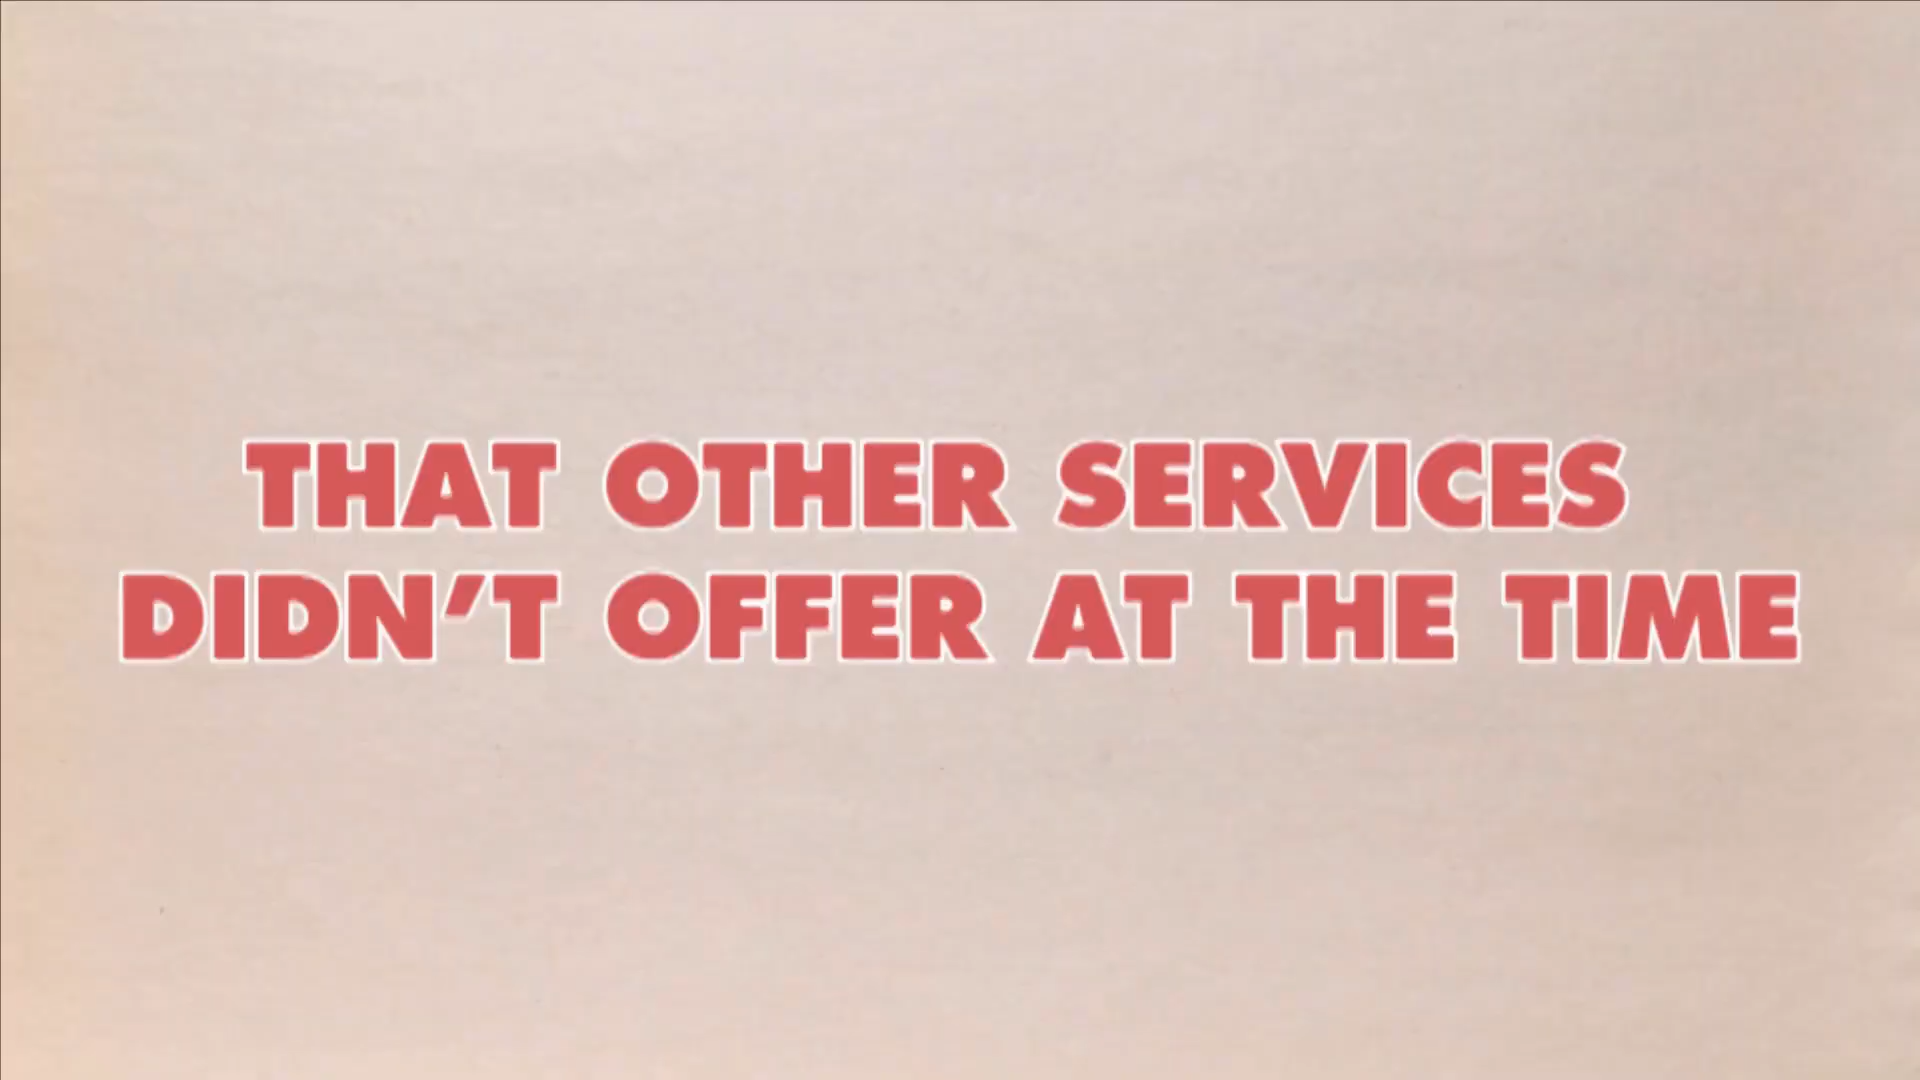 THAT OTHER SERVICES
DIDN’T OFFER AT THE TIME